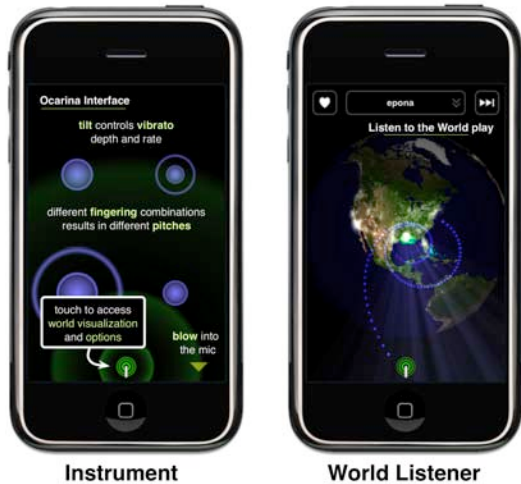 Ocarina Interface
tilt controls vibrato
depth and rate
different fingering combinations
results in different pitches
touch to access
world visualization
and options
blow into
the mic
Instrument
epona
Listen to the World play
World Listener